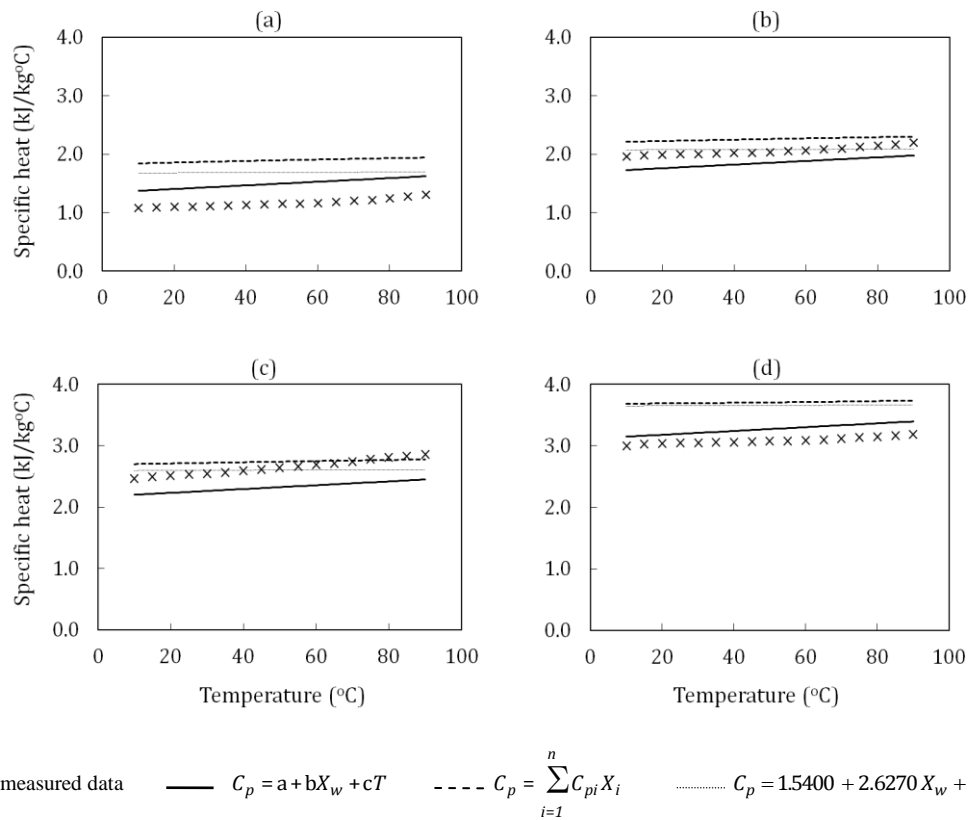 (a)
(b)
Specific heat (kJ/kg°C)
4.0
3.0
2.0
1.0
0.0
0 20 40 60 80 100
4.0
3.0
2.0
1.0
0.0
0 20 40 60 80 100
(c)
(d)
Specific heat (kJ/kg°C)
4.0
3.0
2.0
1.0
0.0
0 20 40 60 80 100
Temperature (°C)
4.0
3.0
2.0
1.0
0.0
0 20 40 60 80 100
Temperature (°C)
measured data C_p = a + bX_w + cT C_p = \sum_{i=1}^{n} C_{pi} X_i C_p = 1.5400 + 2.6270 X_w +